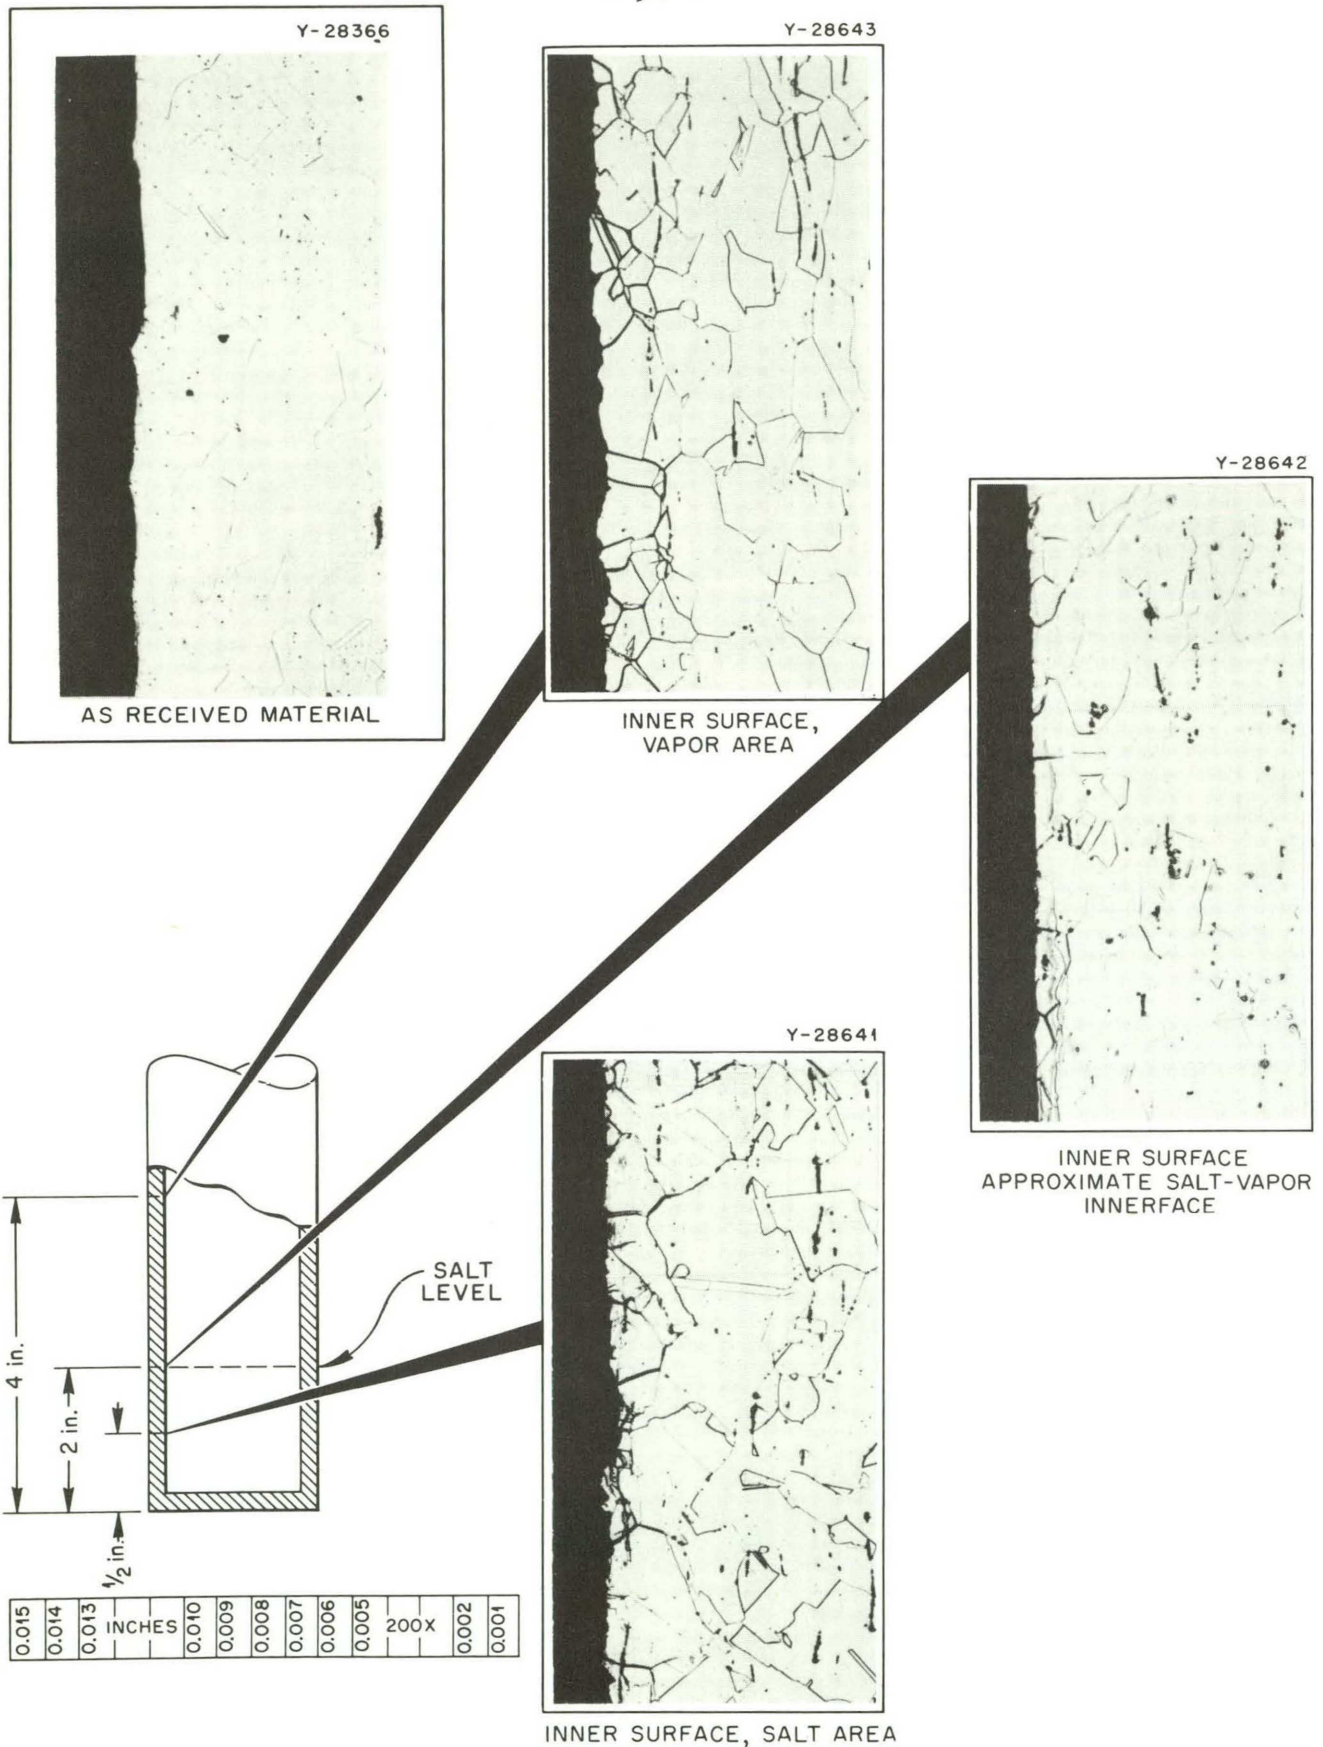 Y-28366
AS RECEIVED MATERIAL
Y-28643
INNER SURFACE,
VAPOR AREA
Y-28642
INNER SURFACE
APPROXIMATE SALT-VAPOR
INNERFACE
Y-28641
INNER SURFACE, SALT AREA
SALT
LEVEL
4 in.
2 in.
1/2 in.
0.015 0.014 0.013 INCHES 0.010 0.009 0.008 0.007 0.006 0.005 200X 0.002 0.001